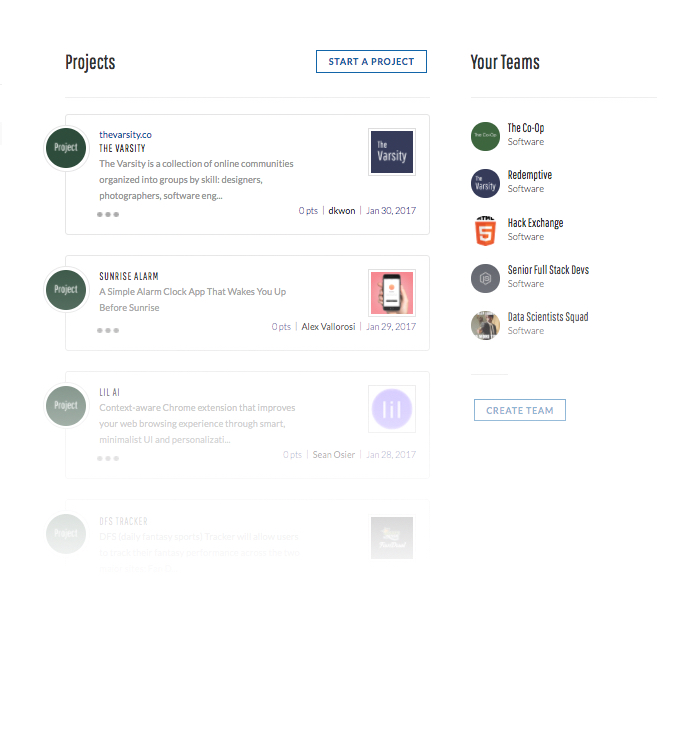 Projects
START A PROJECT
Project
thevarsity.co
THE VARSITY
The Varsity is a collection of online communities
organized into groups by skill: designers,
photographers, software eng...
The
Varsity
0 pts | dkwon | Jan 30, 2017
Project
SUNRISE ALARM
A Simple Alarm Clock App That Wakes You Up
Before Sunrise
0 pts | Alex Vallorosi | Jan 29, 2017
Project
LIL AI
Context-aware Chrome extension that improves
your web browsing experience through smart,
minimalist UI and personalizati...
lil
0 pts | Sean Osier | Jan 28, 2017
Project
DFS TRACKER
DFS (daily fantasy sports) Tracker will allow users
to track their fantasy performance across the
Your Teams
The Co-Op
The Co-Op
Software
The
Varsity
Redemptive
Software
HTML
5
Hack Exchange
Software
Senior Full Stack Devs
Software
Data Scientists Squad
Software
CREATE TEAM